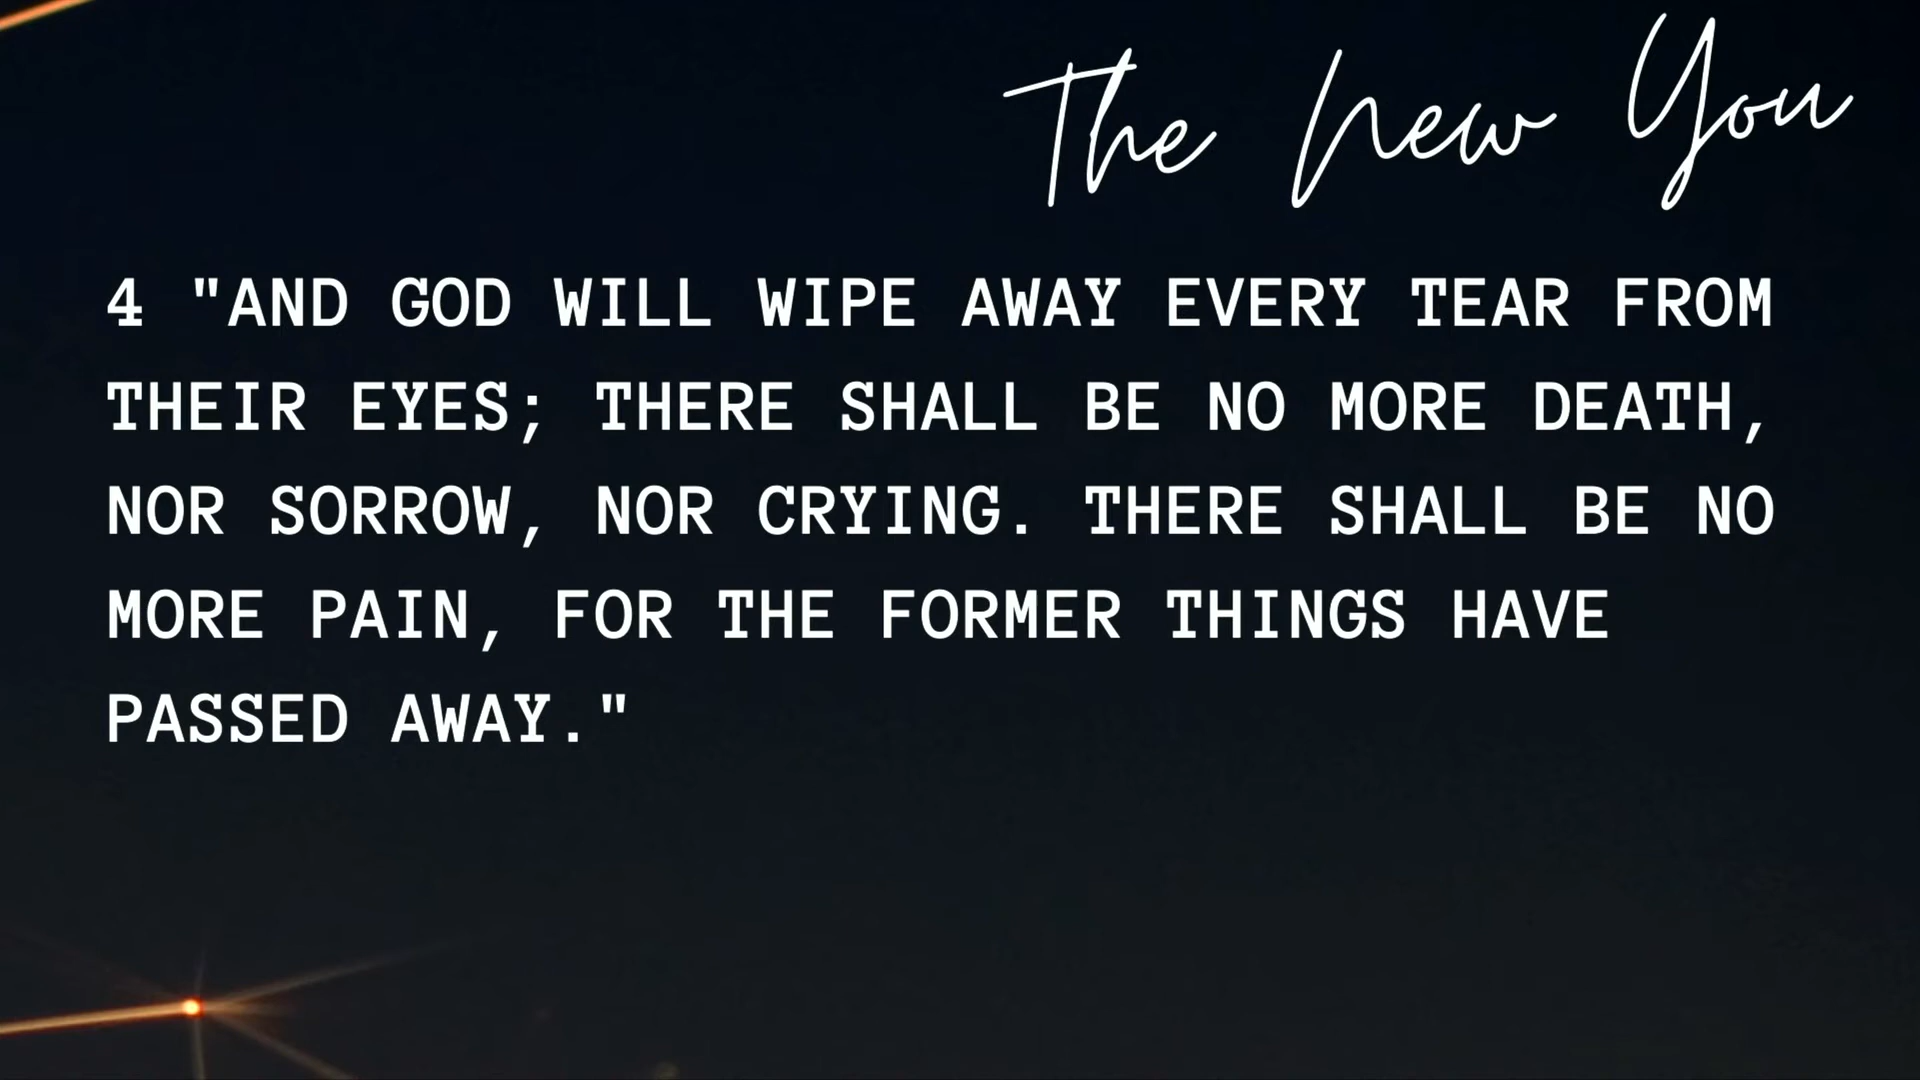 The New You
4 "AND GOD WILL WIPE AWAY EVERY TEAR FROM
THEIR EYES; THERE SHALL BE NO MORE DEATH,
NOR SORROW, NOR CRYING. THERE SHALL BE NO
MORE PAIN, FOR THE FORMER THINGS HAVE
PASSED AWAY."